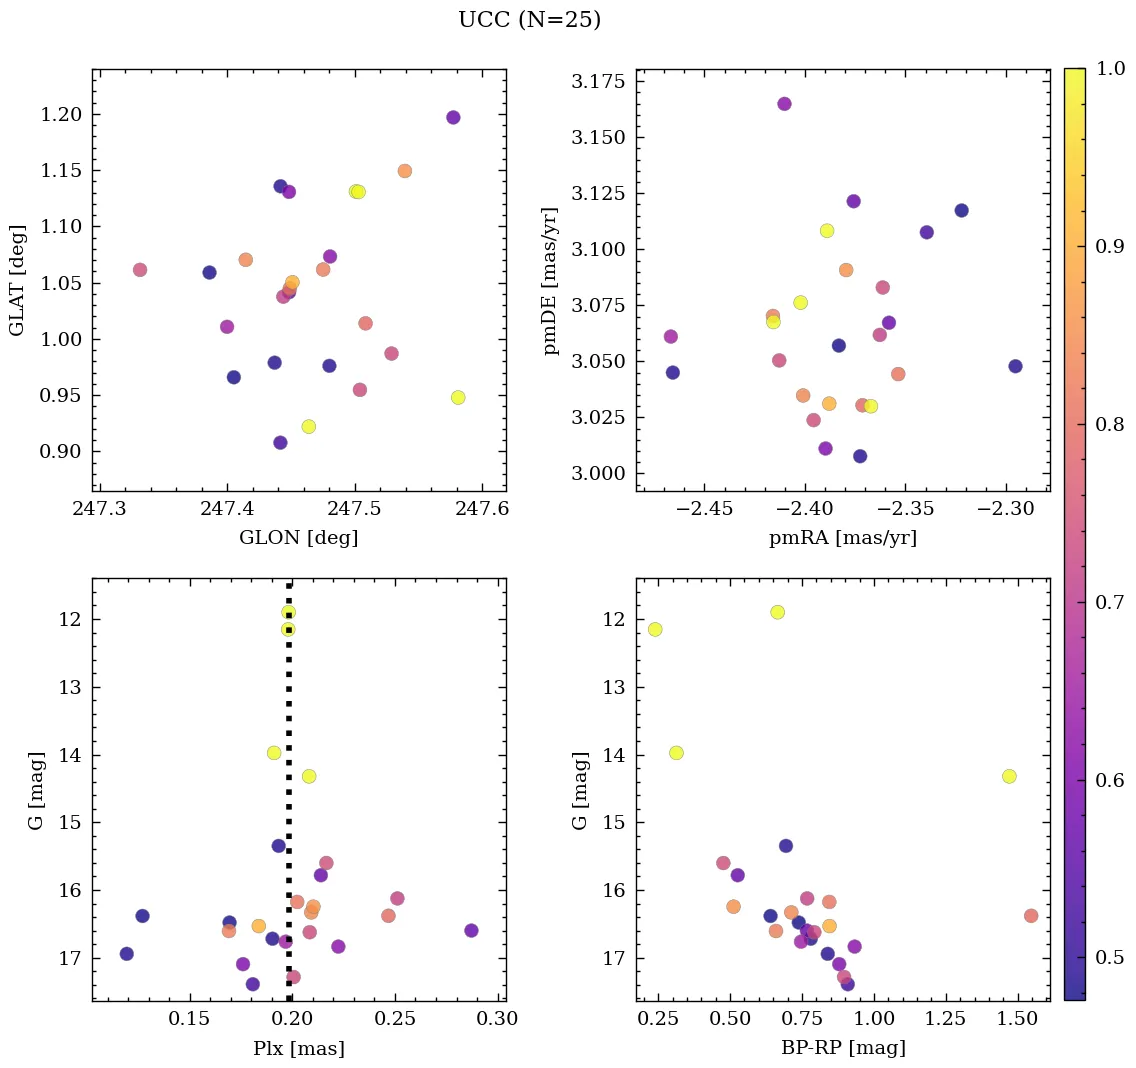 UCC (N=25)
1.20
1.15
1.10
1.05
1.00
0.95
0.90
GLAT [deg]
247.3 247.4 247.5 247.6
GLON [deg]
3.175
3.150
3.125
3.100
3.075
3.050
3.025
3.000
pmDE [mas/yr]
−2.45 −2.40 −2.35 −2.30
pmRA [mas/yr]
12
13
14
15
16
17
G [mag]
0.15 0.20 0.25 0.30
Plx [mas]
12
13
14
15
16
17
G [mag]
0.25 0.50 0.75 1.00 1.25 1.50
BP-RP [mag]
1.0
0.9
0.8
0.7
0.6
0.5